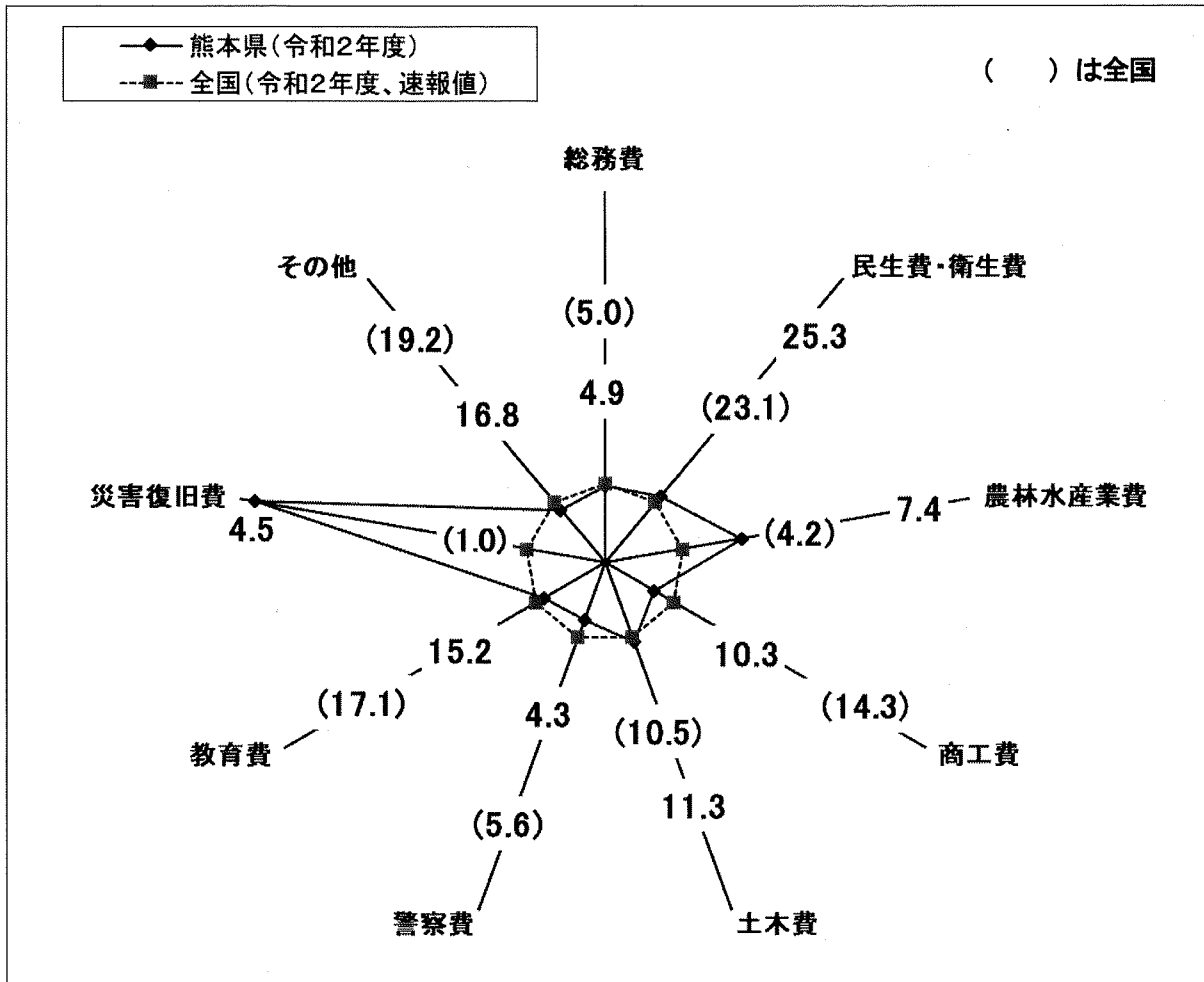 熊本県(令和2年度)
全国(令和2年度、速報値)
(　　)は全国
総務費
(5.0)
4.9
民生費・衛生費
25.3
(23.1)
農林水産業費
7.4
(4.2)
商工費
10.3
(14.3)
土木費
(10.5)
11.3
警察費
4.3
(5.6)
教育費
15.2
(17.1)
災害復旧費
4.5
(1.0)
その他
(19.2)
16.8